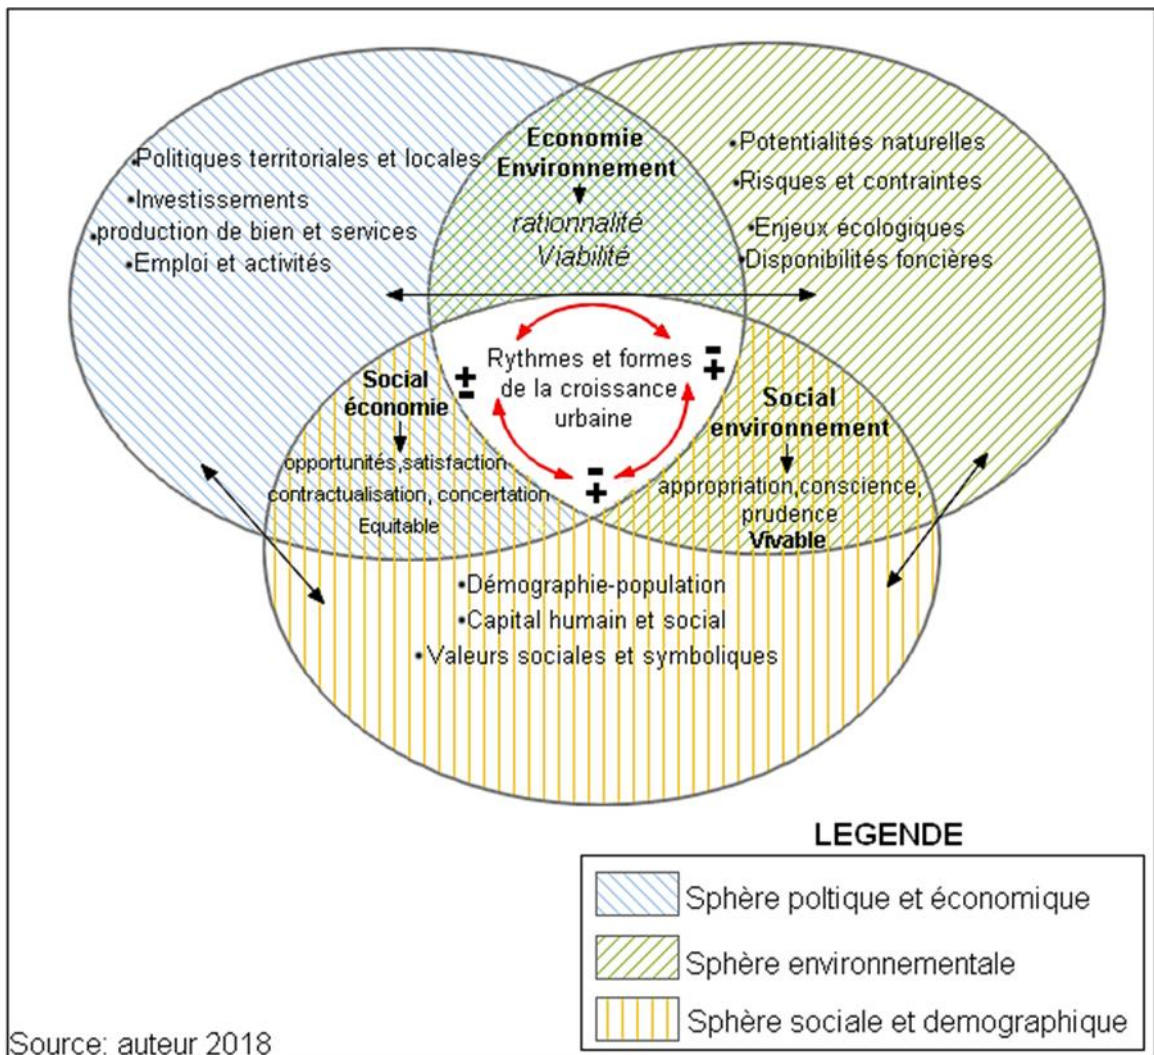 •Politiques territoriales et locales
•Investissements
•production de bien et services
•Emploi et activités
Economie
Environnement
rationnalité
Viabilité
•Potentialités naturelles
•Risques et contraintes
•Enjeux écologiques
•Disponibilités foncières
Rythmes et formes
de la croissance
urbaine
+
-
-
+
-
+
Social
économie
opportunités,satisfaction
contractualisation, concertation
Equitable
Social
environnement
appropriation,conscience,
prudence
Vivable
•Démographie-population
•Capital humain et social
•Valeurs sociales et symboliques
LEGENDE
Sphère poltique et économique
Sphère environnementale
Sphère sociale et demographique
Source: auteur 2018